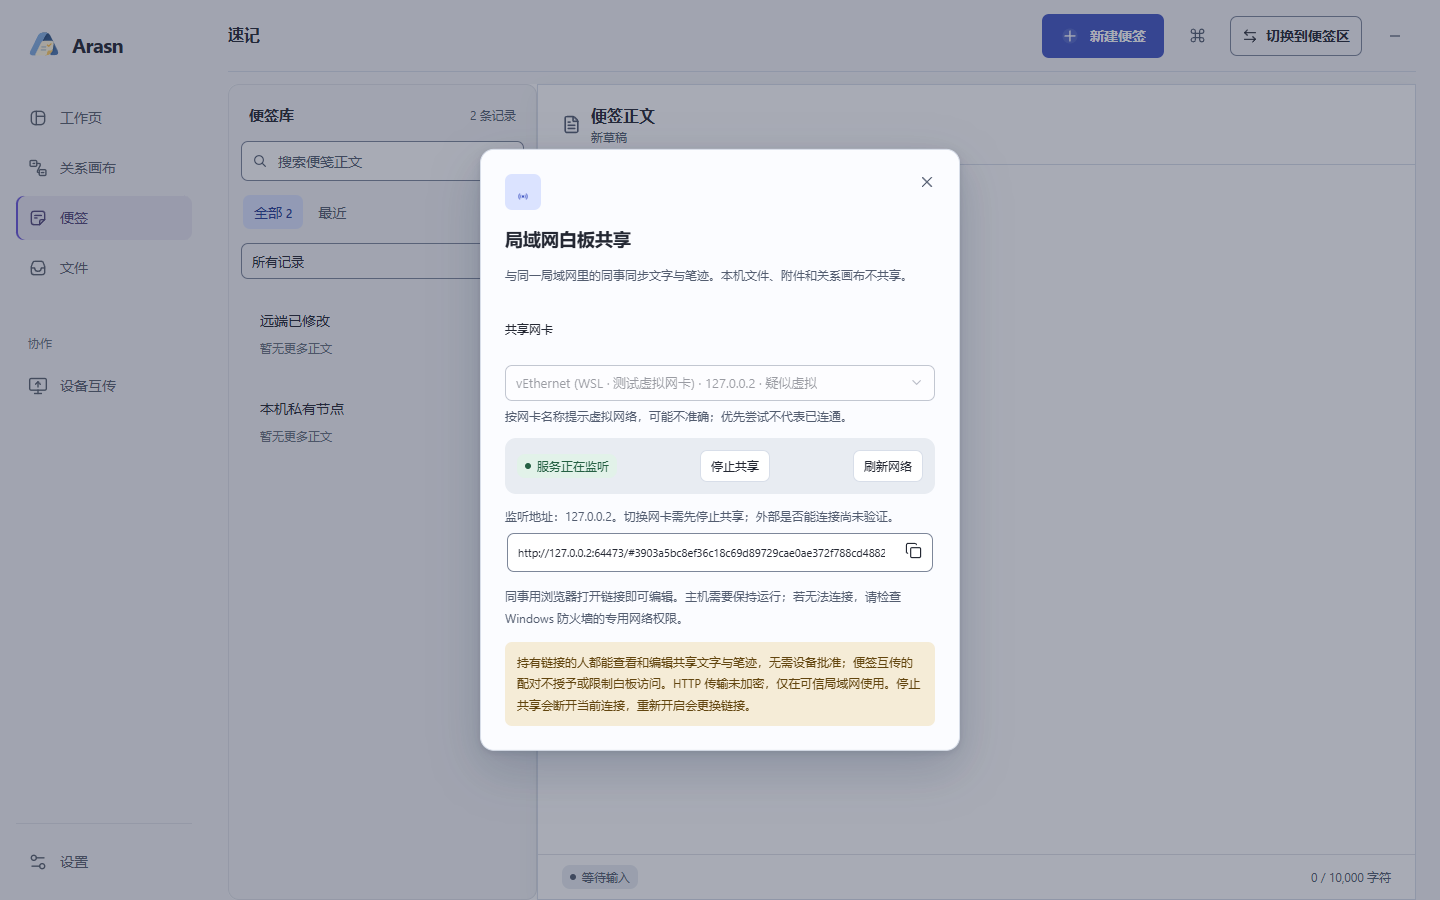 Arasn
速记
新建便签
切换到便签区
工作页
关系画布
便签
文件
协作
设备互传
设置
便签库
2 条记录
搜索便笺正文
全部 2
最近
所有记录
远端已修改
暂无更多正文
本机私有节点
暂无更多正文
便签正文
新草稿
局域网白板共享
与同一局域网里的同事同步文字与笔迹。本机文件、附件和关系画布不共享。
共享网卡
vEthernet (WSL · 测试虚拟网卡) · 127.0.0.2 · 疑似虚拟
按网卡名称提示虚拟网络，可能不准确；优先尝试不代表已连通。
服务正在监听
停止共享
刷新网络
监听地址：127.0.0.2。切换网卡需先停止共享；外部是否能连接尚未验证。
http://127.0.0.2:64473/#3903a5bc8ef36c18c69d89729cae0ae372f788cd4882
同事用浏览器打开链接即可编辑。主机需要保持运行；若无法连接，请检查
Windows 防火墙的专用网络权限。
持有链接的人都能查看和编辑共享文字与笔迹，无需设备批准；便签互传的
配对不授予或限制白板访问。HTTP 传输未加密，仅在可信局域网使用。停止
共享会断开当前连接，重新开启会更换链接。
等待输入
0 / 10,000 字符